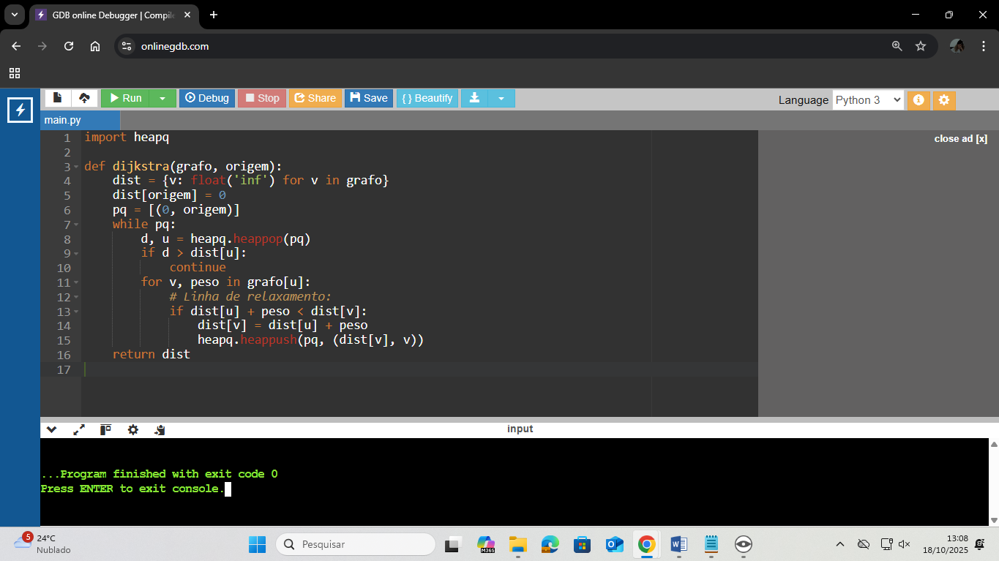 GDB online Debugger | Compile
onlinegdb.com
Run
Debug
Stop
Share
Save
{ } Beautify
Language
Python 3
main.py
close ad [x]
1 import heapq
2
3 def dijkstra(grafo, origem):
4 dist = {v: float('inf') for v in grafo}
5 dist[origem] = 0
6 pq = [(0, origem)]
7 while pq:
8 d, u = heapq.heappop(pq)
9 if d > dist[u]:
10 continue
11 for v, peso in grafo[u]:
12 # Linha de relaxamento:
13 if dist[u] + peso < dist[v]:
14 dist[v] = dist[u] + peso
15 heapq.heappush(pq, (dist[v], v))
16 return dist
17
input
...Program finished with exit code 0
Press ENTER to exit console.
5
24°C
Nublado
Pesquisar
M365
13:08
18/10/2025